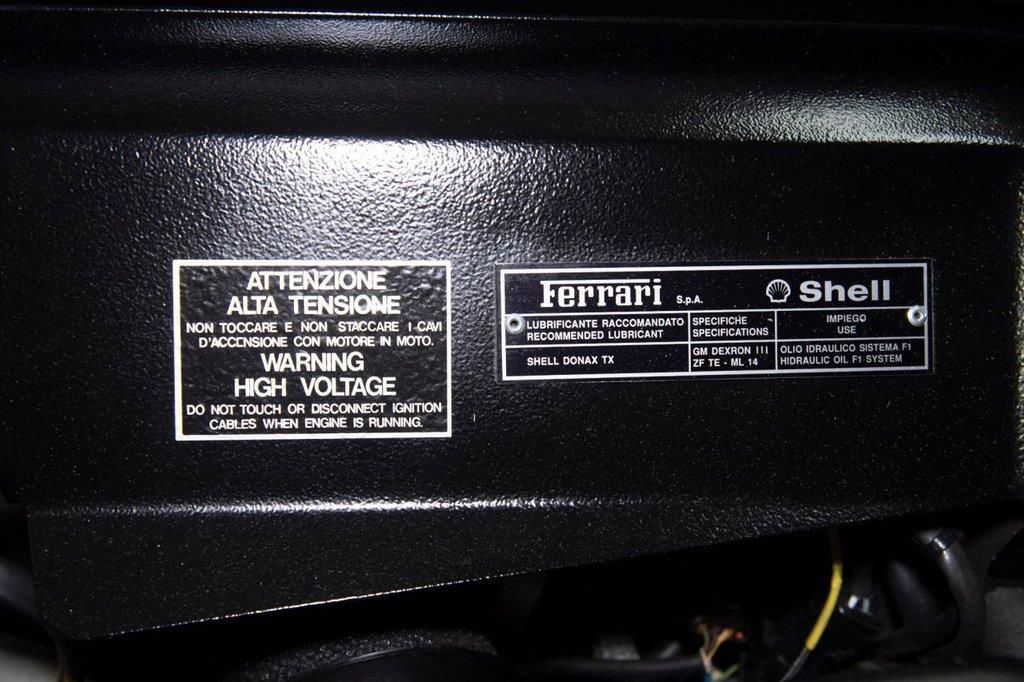 ATTENZIONE
ALTA TENSIONE
NON TOCCARE E NON STACCARE I CAVI
D'ACCENSIONE CON MOTORE IN MOTO.
WARNING
HIGH VOLTAGE
DO NOT TOUCH OR DISCONNECT IGNITION
CABLES WHEN ENGINE IS RUNNING.
Ferrari S.p.A. Shell
LUBRIFICANTE RACCOMANDATO
RECOMMENDED LUBRICANT
SPECIFICHE
SPECIFICATIONS
IMPIEGO
USE
SHELL DONAX TX
GM DEXRON III
ZF TE - ML 14
OLIO IDRAULICO SISTEMA F1
HIDRAULIC OIL F1 SYSTEM